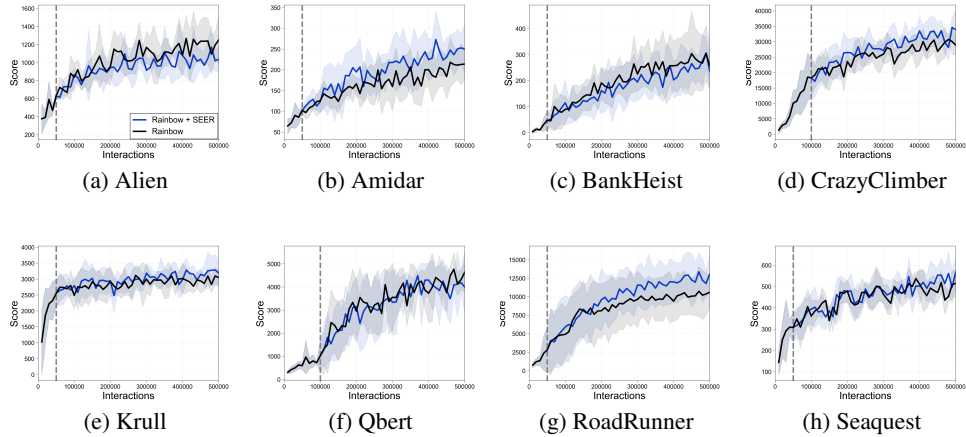 1600
1400
1200
1000
800
600
400
200
Score
0 100000 200000 300000 400000 500000
Interactions
Rainbow + SEER
Rainbow
(a) Alien
350
300
250
200
150
100
50
Score
0 100000 200000 300000 400000 500000
Interactions
(b) Amidar
400
300
200
100
0
Score
0 100000 200000 300000 400000 500000
Interactions
(c) BankHeist
40000
35000
30000
25000
20000
15000
10000
5000
0
Score
0 100000 200000 300000 400000 500000
Interactions
(d) CrazyClimber
4000
3500
3000
2500
2000
1500
1000
500
0
Score
0 100000 200000 300000 400000 500000
Interactions
(e) Krull
5000
4000
3000
2000
1000
0
Score
0 100000 200000 300000 400000 500000
Interactions
(f) Qbert
15000
12500
10000
7500
5000
2500
0
Score
0 100000 200000 300000 400000 500000
Interactions
(g) RoadRunner
600
500
400
300
200
100
Score
0 100000 200000 300000 400000 500000
Interactions
(h) Seaquest